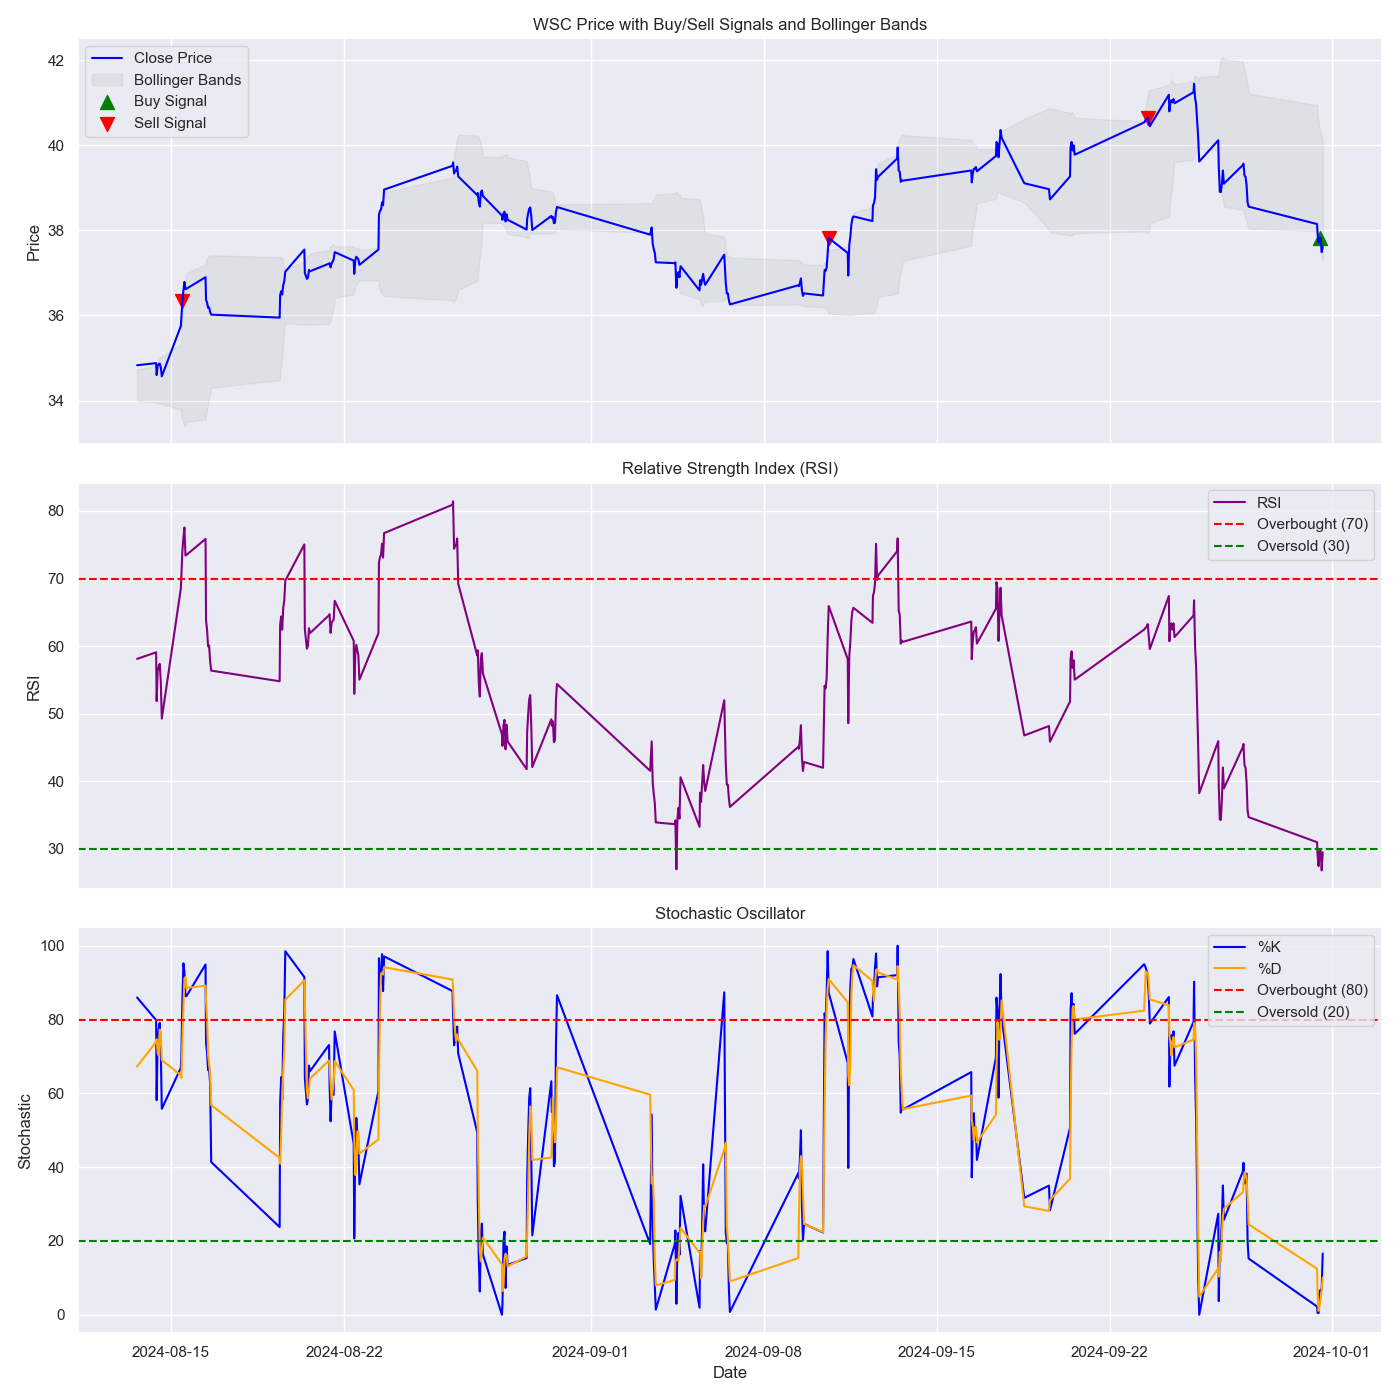 WSC Price with Buy/Sell Signals and Bollinger Bands
Close Price
Bollinger Bands
Buy Signal
Sell Signal
Price
42
40
38
36
34
Relative Strength Index (RSI)
RSI
Overbought (70)
Oversold (30)
RSI
80
70
60
50
40
30
Stochastic Oscillator
%K
%D
Overbought (80)
Oversold (20)
Stochastic
100
80
60
40
20
0
2024-08-15
2024-08-22
2024-09-01
2024-09-08
2024-09-15
2024-09-22
2024-10-01
Date